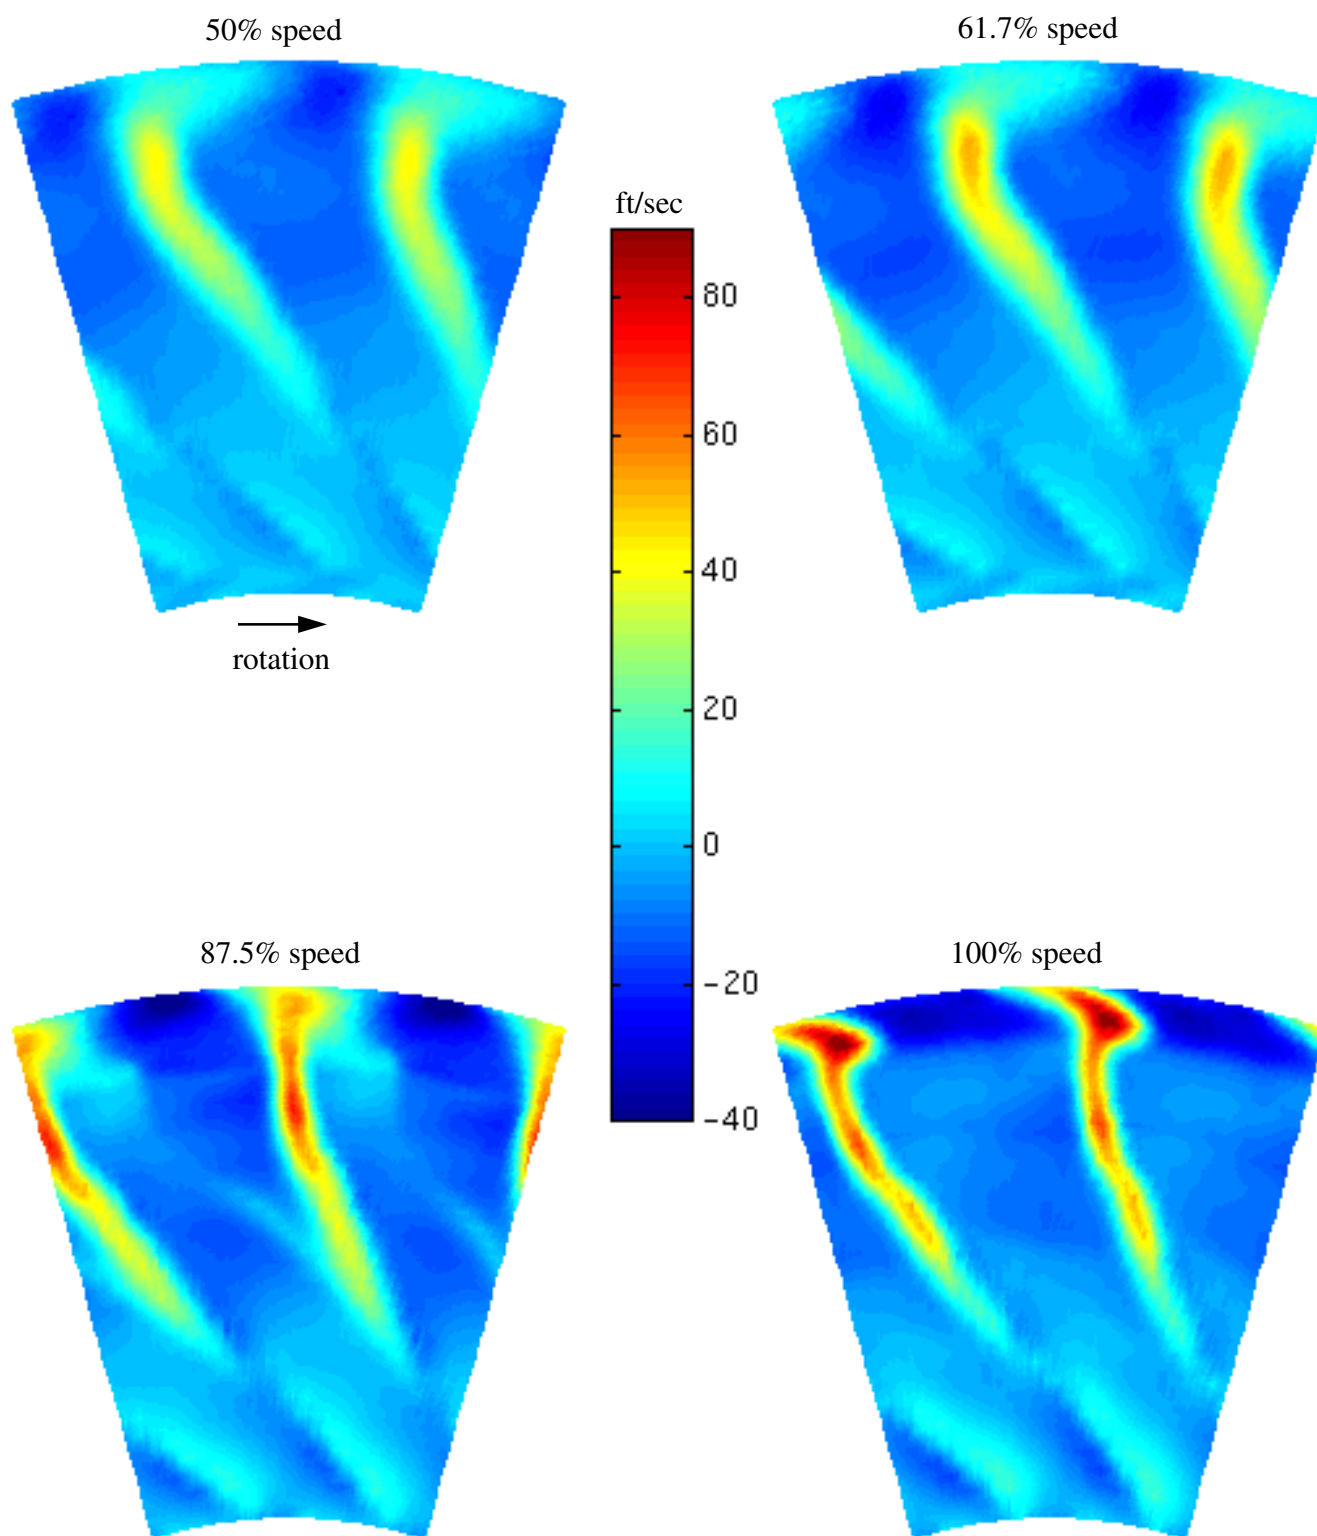 50% speed
61.7% speed
ft/sec
80
60
40
20
0
-20
-40
rotation
87.5% speed
100% speed